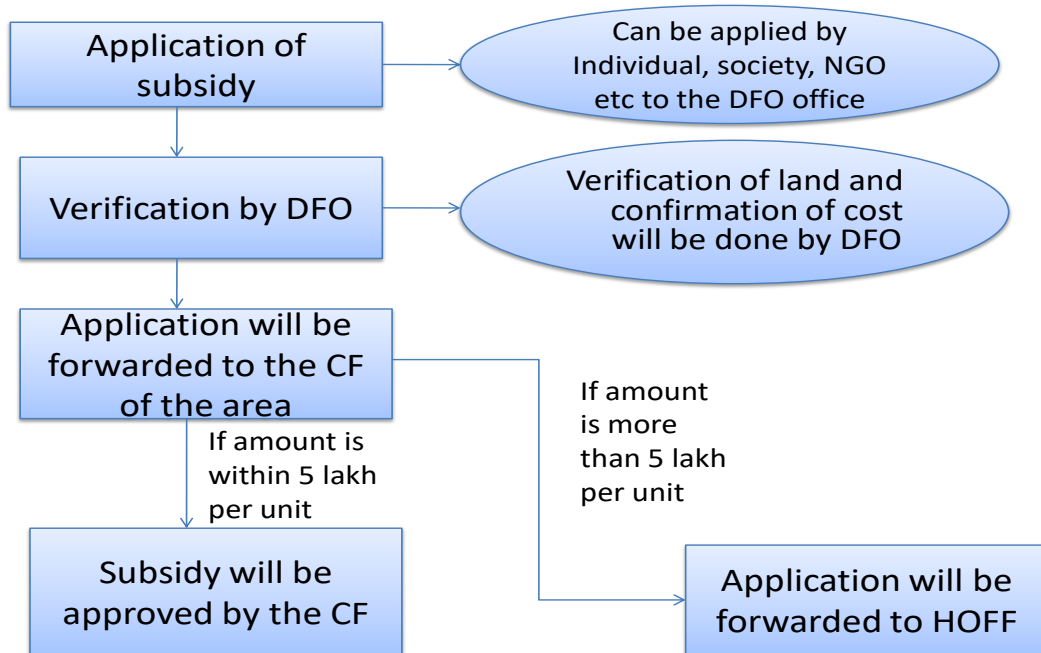 Application of
subsidy
Can be applied by
Individual, society, NGO
etc to the DFO office
Verification by DFO
Verification of land and
confirmation of cost
will be done by DFO
Application will be
forwarded to the CF
of the area
If amount is
within 5 lakh
per unit
If amount
is more
than 5 lakh
per unit
Subsidy will be
approved by the CF
Application will be
forwarded to HOFF